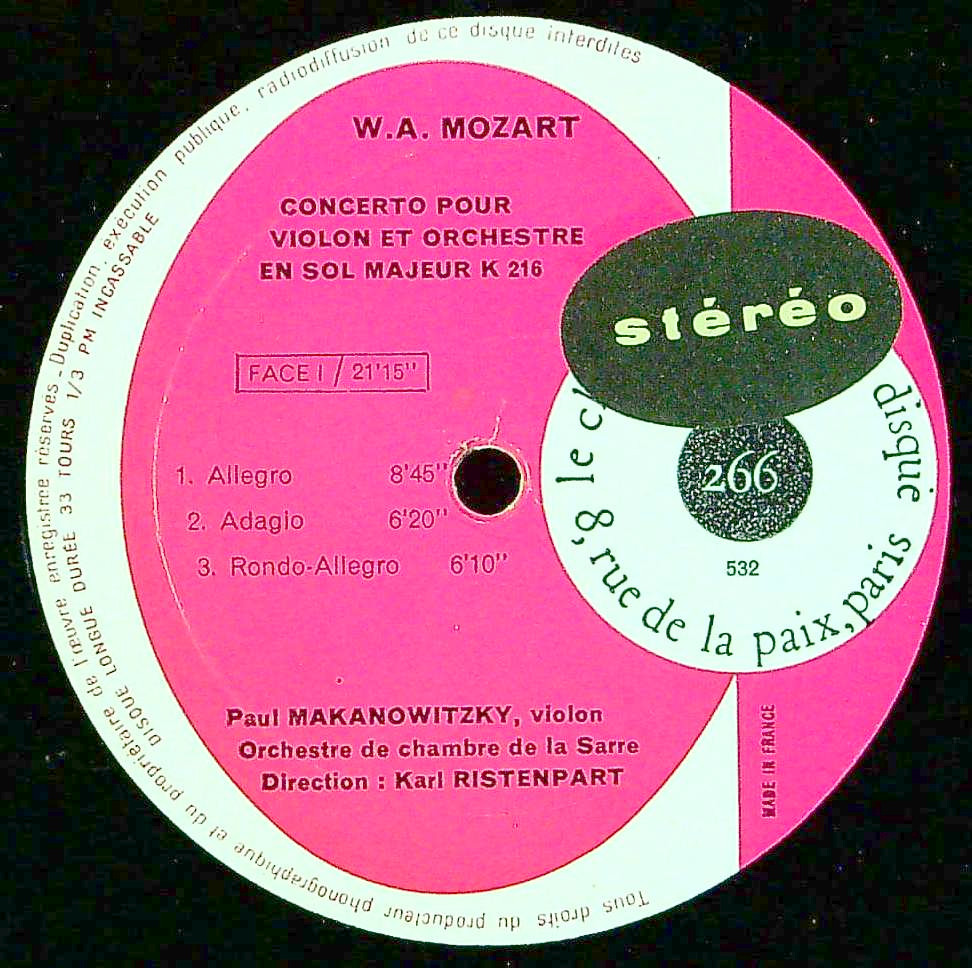 Tous droits du producteur phonographique et du propriétaire de l'œuvre enregistrée réservés - Duplication, exécution publique, radiodiffusion de ce disque interdites
DISQUE LONGUE DURÉE 33 TOURS 1/3 PM INCASSABLE
W.A. MOZART
CONCERTO POUR
VIOLON ET ORCHESTRE
EN SOL MAJEUR K 216
stéréo
FACE I / 21'15''
1. Allegro 8'45''
2. Adagio 6'20''
3. Rondo-Allegro 6'10''
disque
266
532
le
8, rue de la paix, paris
Paul MAKANOWITZKY, violon
Orchestre de chambre de la Sarre
Direction : Karl RISTENPART
MADE IN FRANCE